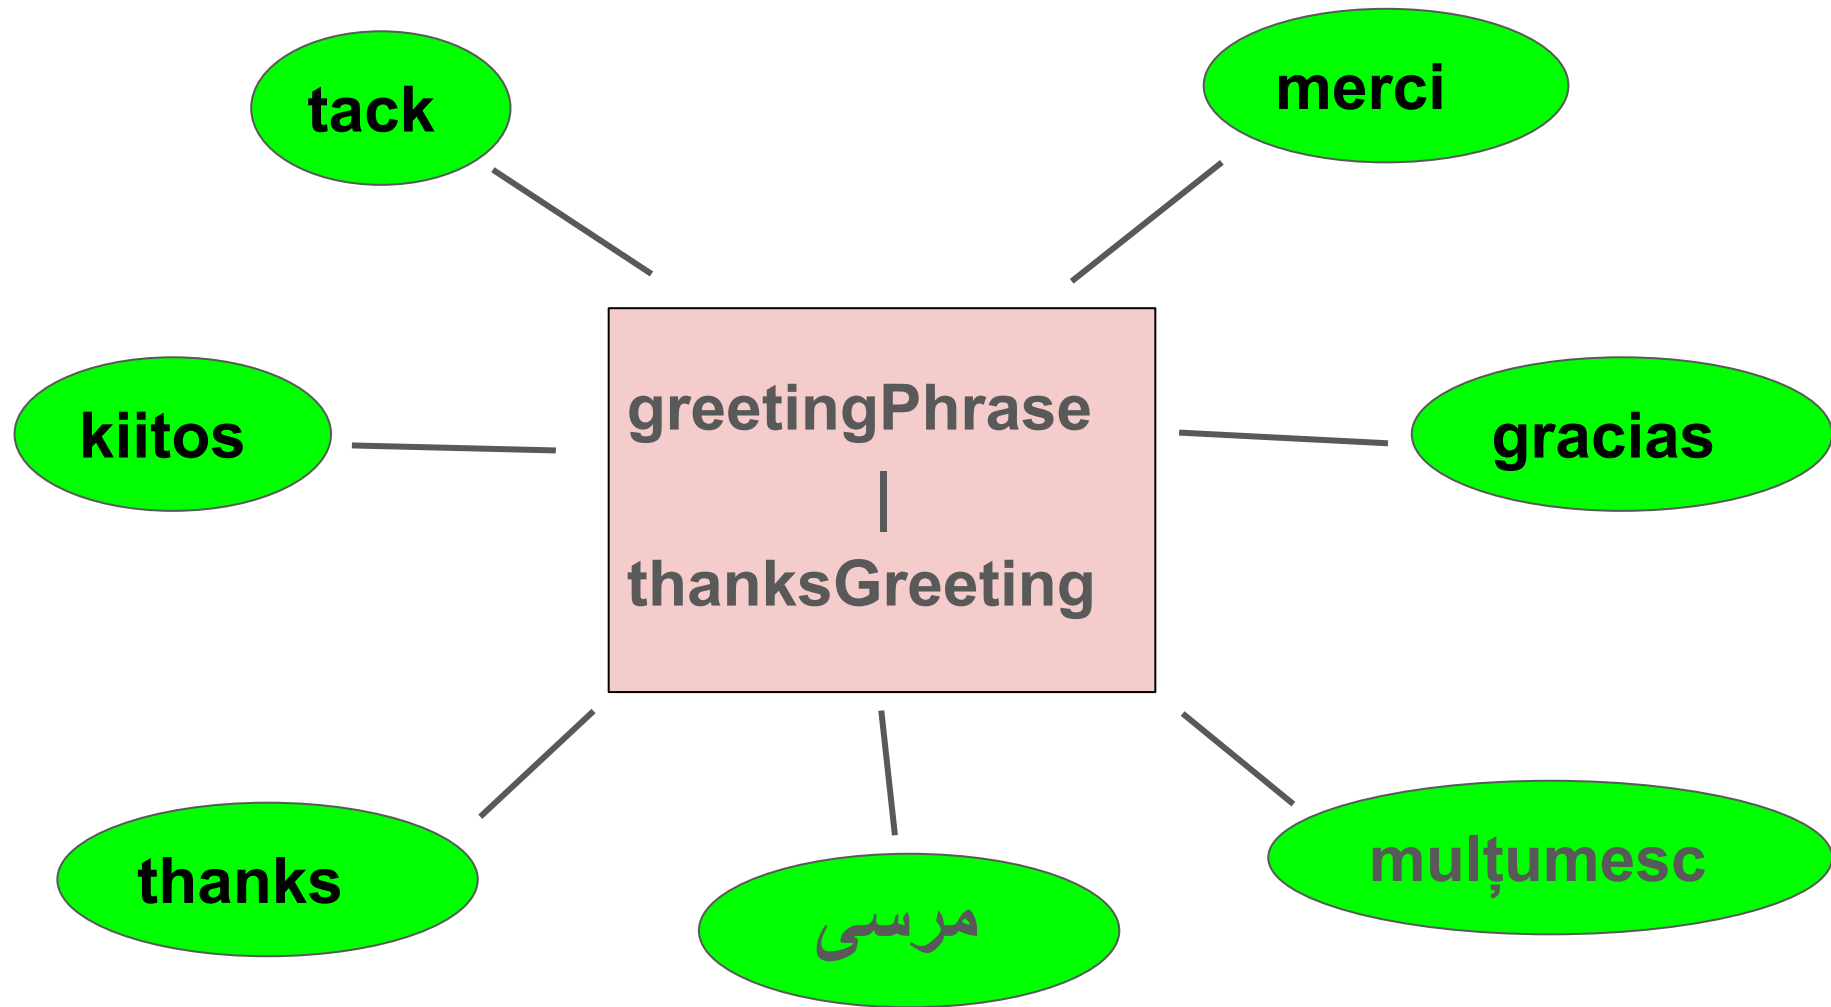 tack
merci
kiitos
greetingPhrase
thanksGreeting
gracias
thanks
مرسی
mulțumesc